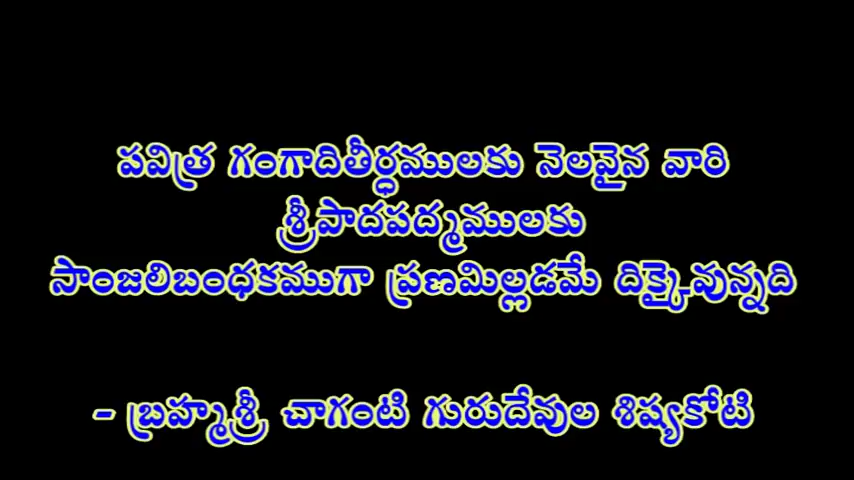 పవిత్ర గంగాదితీర్ధములకు నెలవైన వారి
శ్రీపాదపద్మములకు
సాంజలిబంధకముగా ప్రణమిల్లడమే దిక్కైవున్నది
- బ్రహ్మశ్రీ చాగంటి గురుదేవుల శిష్యకోటి